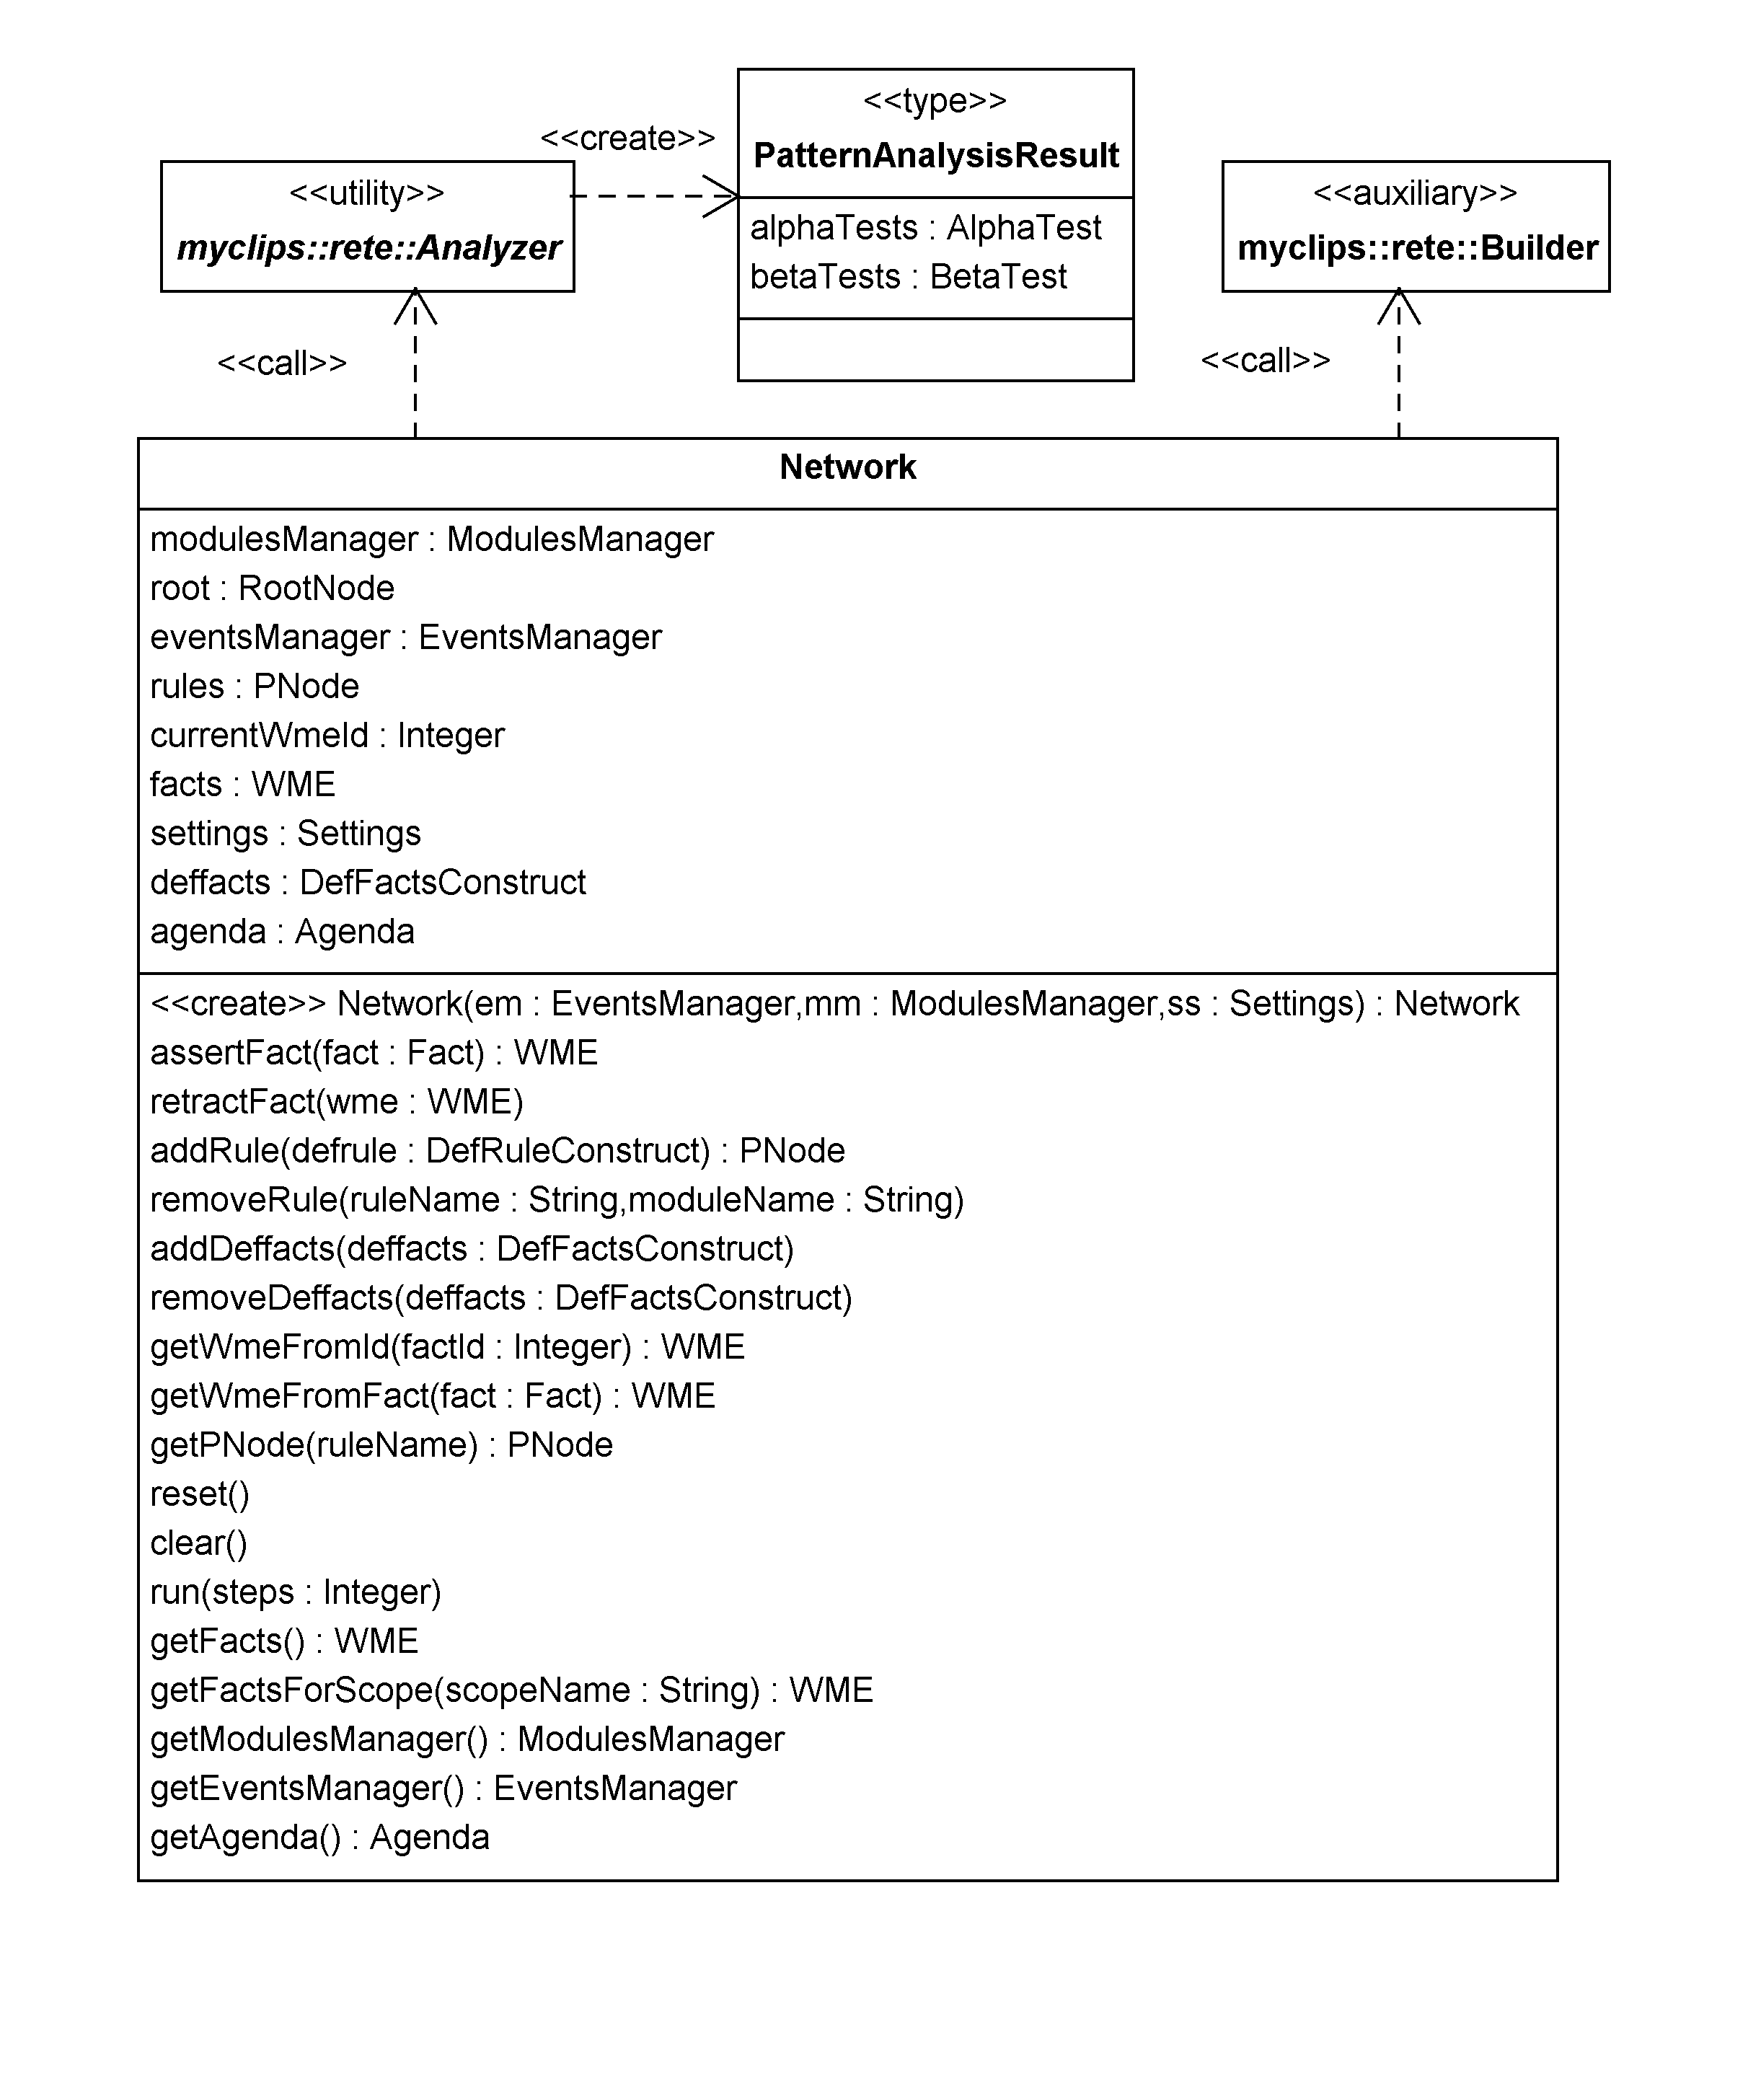 <<type>>
PatternAnalysisResult
alphaTests : AlphaTest
betaTests : BetaTest
<<create>>
<<utility>>
myclips::rete::Analyzer
<<auxiliary>>
myclips::rete::Builder
<<call>>
<<call>>
Network
modulesManager : ModulesManager
root : RootNode
eventsManager : EventsManager
rules : PNode
currentWmeId : Integer
facts : WME
settings : Settings
deffacts : DefFactsConstruct
agenda : Agenda
<<create>> Network(em : EventsManager,mm : ModulesManager,ss : Settings) : Network
assertFact(fact : Fact) : WME
retractFact(wme : WME)
addRule(defrule : DefRuleConstruct) : PNode
removeRule(ruleName : String,moduleName : String)
addDeffacts(deffacts : DefFactsConstruct)
removeDeffacts(deffacts : DefFactsConstruct)
getWmeFromId(factId : Integer) : WME
getWmeFromFact(fact : Fact) : WME
getPNode(ruleName) : PNode
reset()
clear()
run(steps : Integer)
getFacts() : WME
getFactsForScope(scopeName : String) : WME
getModulesManager() : ModulesManager
getEventsManager() : EventsManager
getAgenda() : Agenda